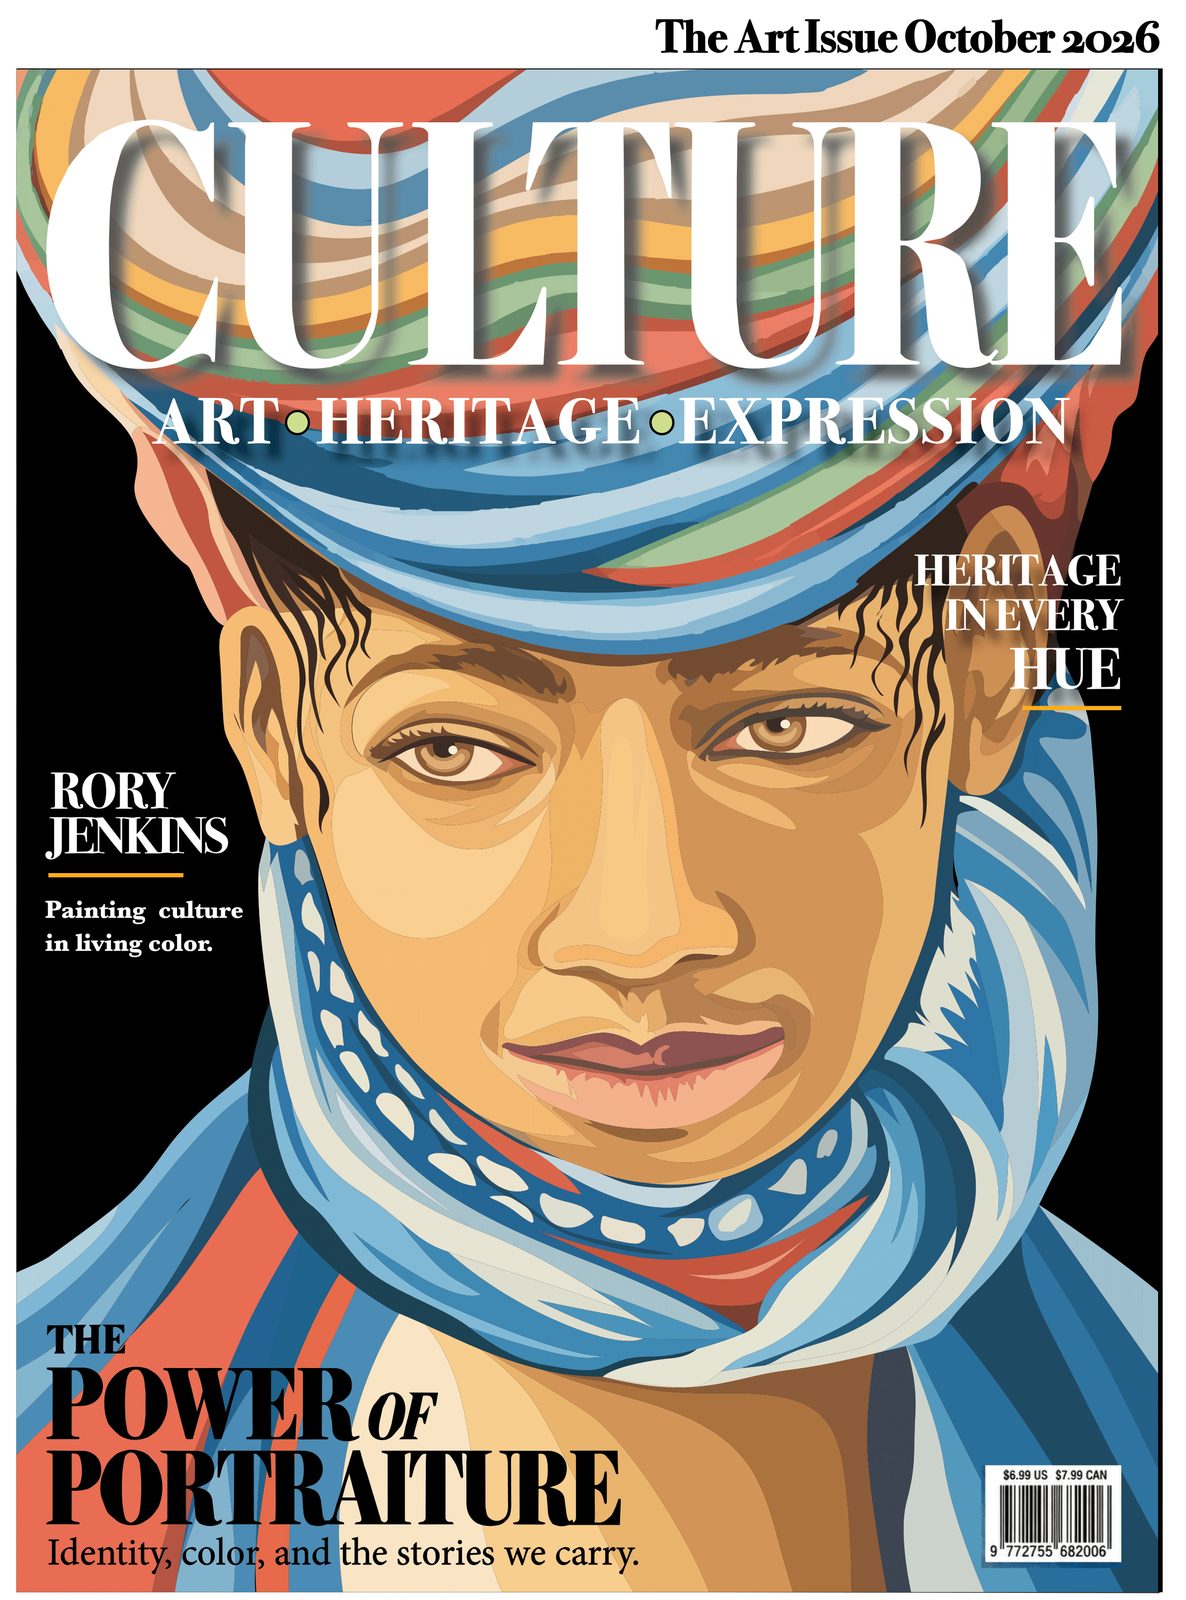 The Art Issue October 2026
CULTURE
ART•HERITAGE•EXPRESSION
HERITAGE
IN EVERY
HUE
RORY
JENKINS
Painting culture
in living color.
THE
POWER OF
PORTRAITURE
Identity, color, and the stories we carry.
$6.99 US $7.99 CAN
9 772755 682006